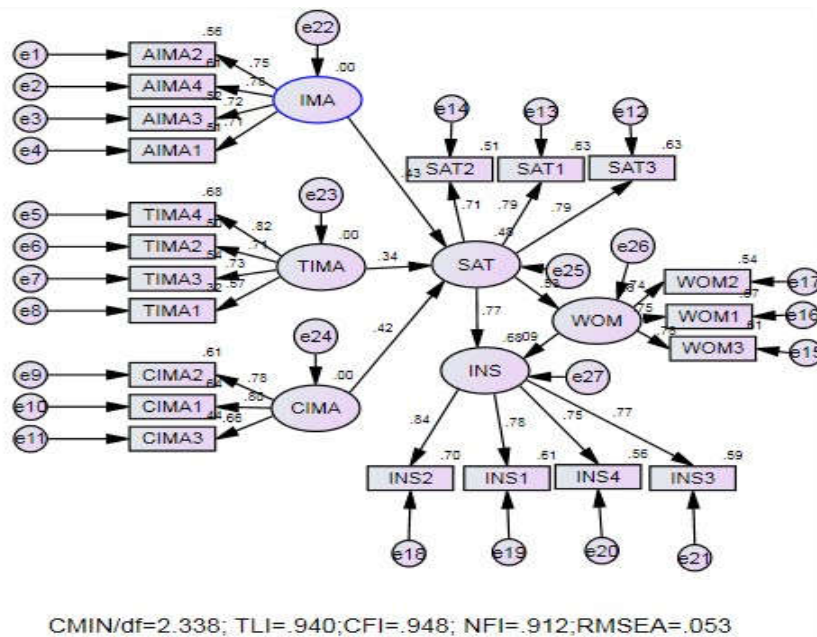 e22
.56
e1
AIMA2
.75
.00
e2
AIMA4
IMA
e3
AIMA3
.72
e4
AIMA1
.71
e14
e13
e12
.51
.63
.63
SAT2
SAT1
SAT3
.43
.71
.79
.79
.68
e23
e5
TIMA4
.82
.00
e6
TIMA2
.71
.48
e26
e7
TIMA3
.73
TIMA
.34
SAT
e25
.54
e8
TIMA1
.57
WOM2
e17
.74
WOM
.75
WOM1
e16
.77
WOM3
e15
.61
e24
.42
.68
.09
.61
e9
CIMA2
.78
.00
INS
e27
e10
CIMA1
.80
CIMA
e11
CIMA3
.66
.84
.78
.75
.77
.70
.61
.56
.59
INS2
INS1
INS4
INS3
e18
e19
e20
e21
CMIN/df=2.338; TLI=.940;CFI=.948; NFI=.912;RMSEA=.053